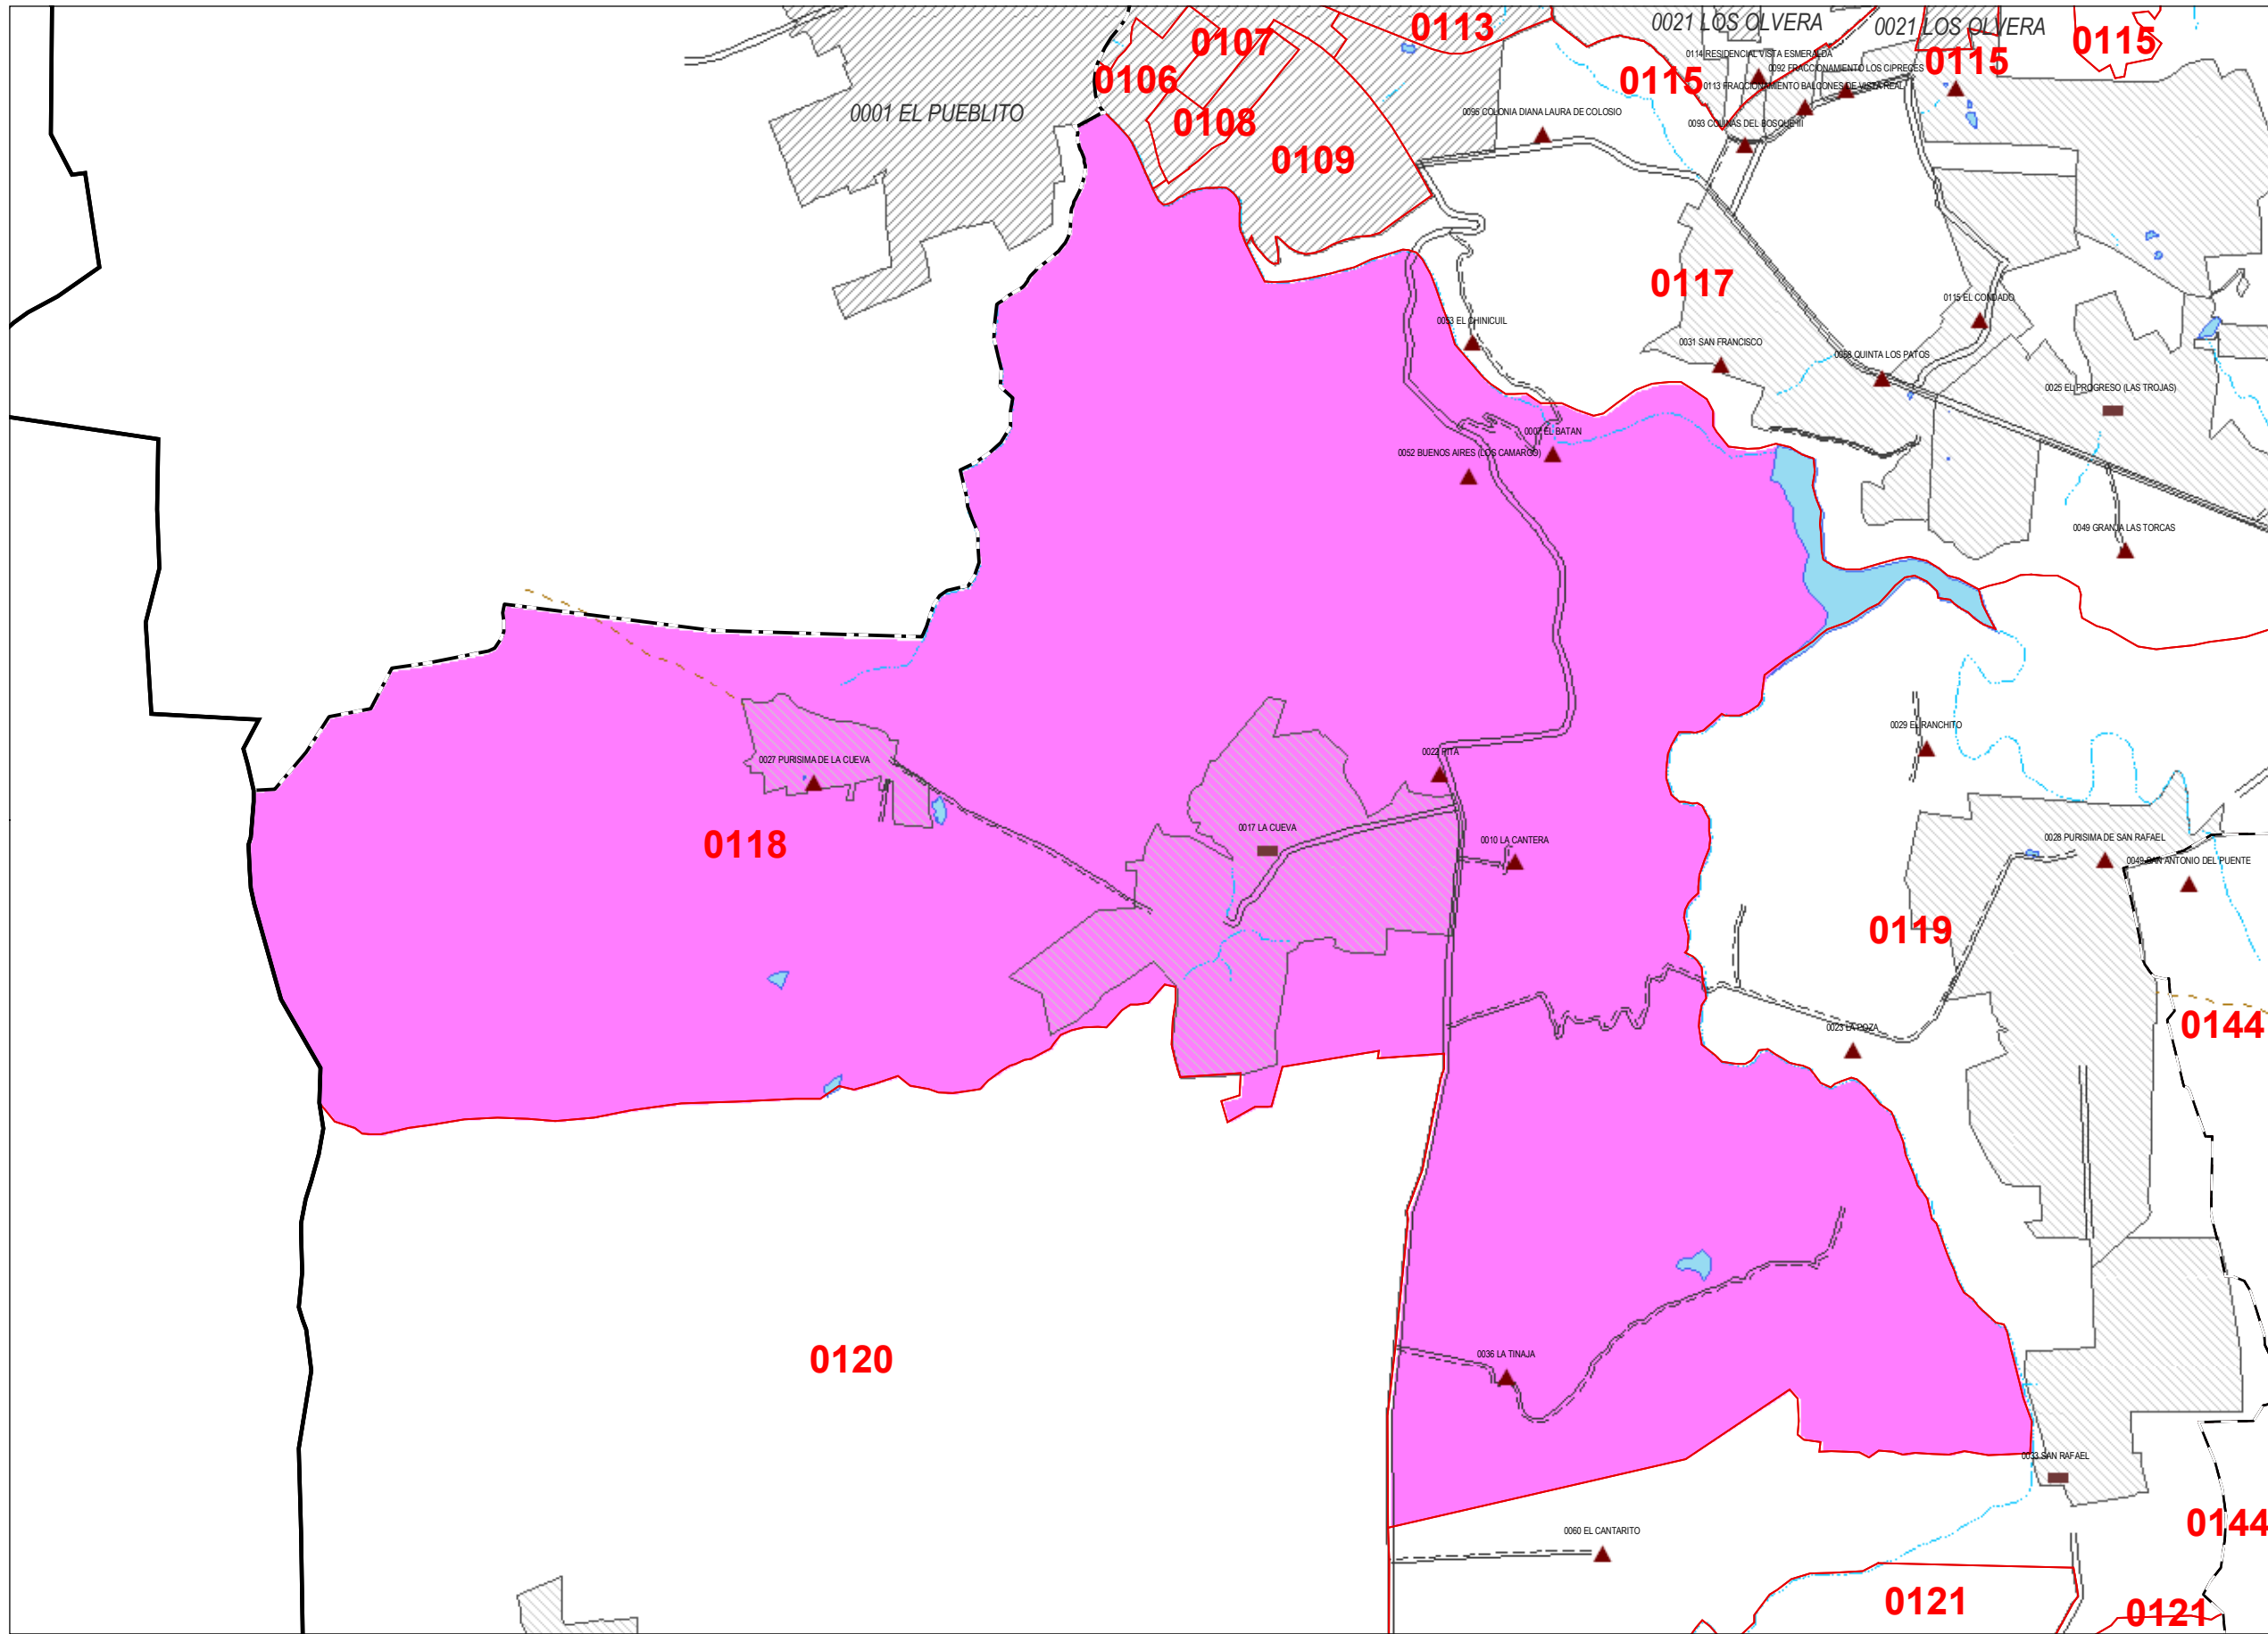 0113
0021 LOS OLVERA
0021 LOS OLVERA
0107
0115
0114 RESIDENCIAL VISTA ESMERALDA
0115
0092 FRACCIONAMIENTO LOS CIPRECES
0106
0115
0113 FRACCIONAMIENTO BALCONES DE VISTA REAL
0001 EL PUEBLITO
0095 COLONIA DIANA LAURA DE COLOSIO
0108
0093 COLINAS DEL BOSQUE III
0109
0117
0115 EL CONDADO
0053 EL CHINICUIL
0031 SAN FRANCISCO
0058 QUINTA LOS PATOS
0025 EL PROGRESO (LAS TROJAS)
0007 EL BATAN
0052 BUENOS AIRES (LOS CAMARGO)
0049 GRANJA LAS TORCAS
0029 EL RANCHITO
0022 PITA
0027 PURISIMA DE LA CUEVA
0017 LA CUEVA
0118
0010 LA CANTERA
0028 PURISIMA DE SAN RAFAEL
0049 SAN ANTONIO DEL PUENTE
0119
0144
0023 LA POZA
0120
0036 LA TINAJA
0033 SAN RAFAEL
0144
0060 EL CANTARITO
0121
0121